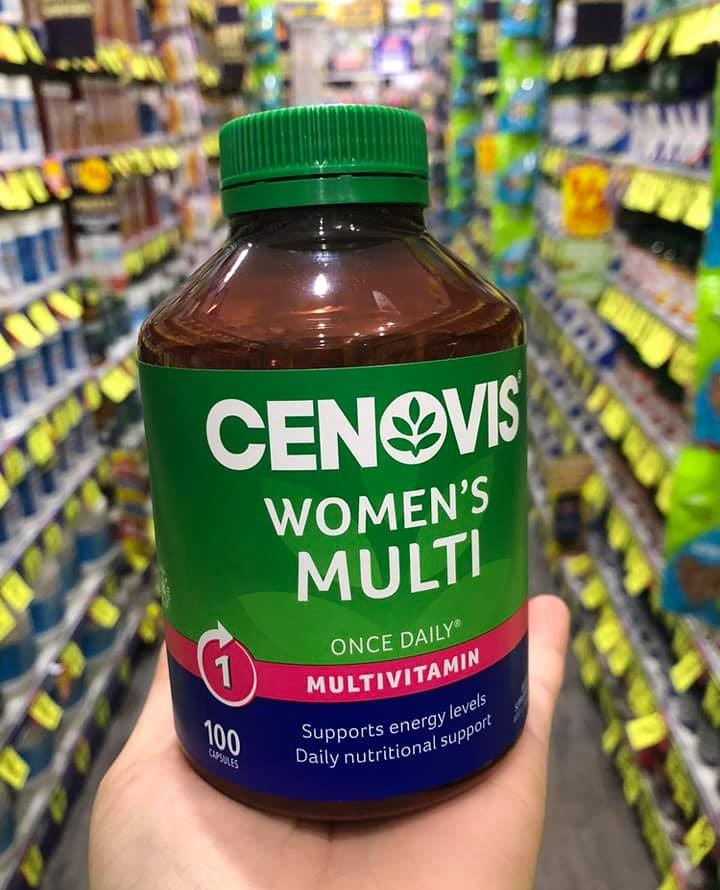 CENOVIS®
WOMEN'S
MULTI
ONCE DAILY®
MULTIVITAMIN
1
100
CAPSULES
Supports energy levels
Daily nutritional support